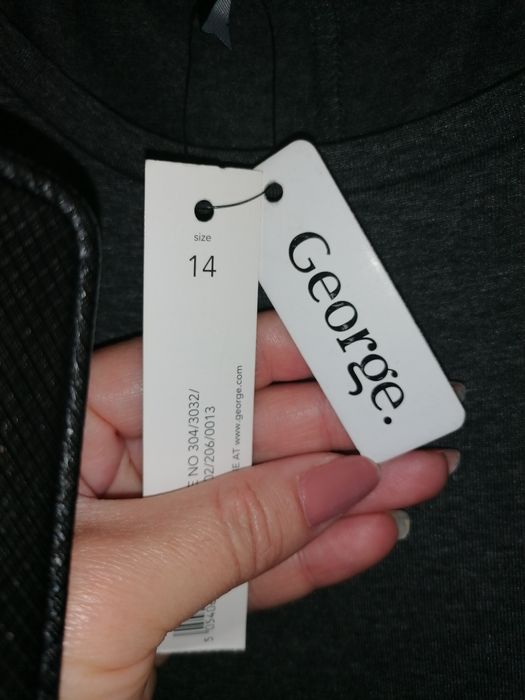 size
14
George.
E NO 304/3032/
02/206/0013
E AT www.george.com